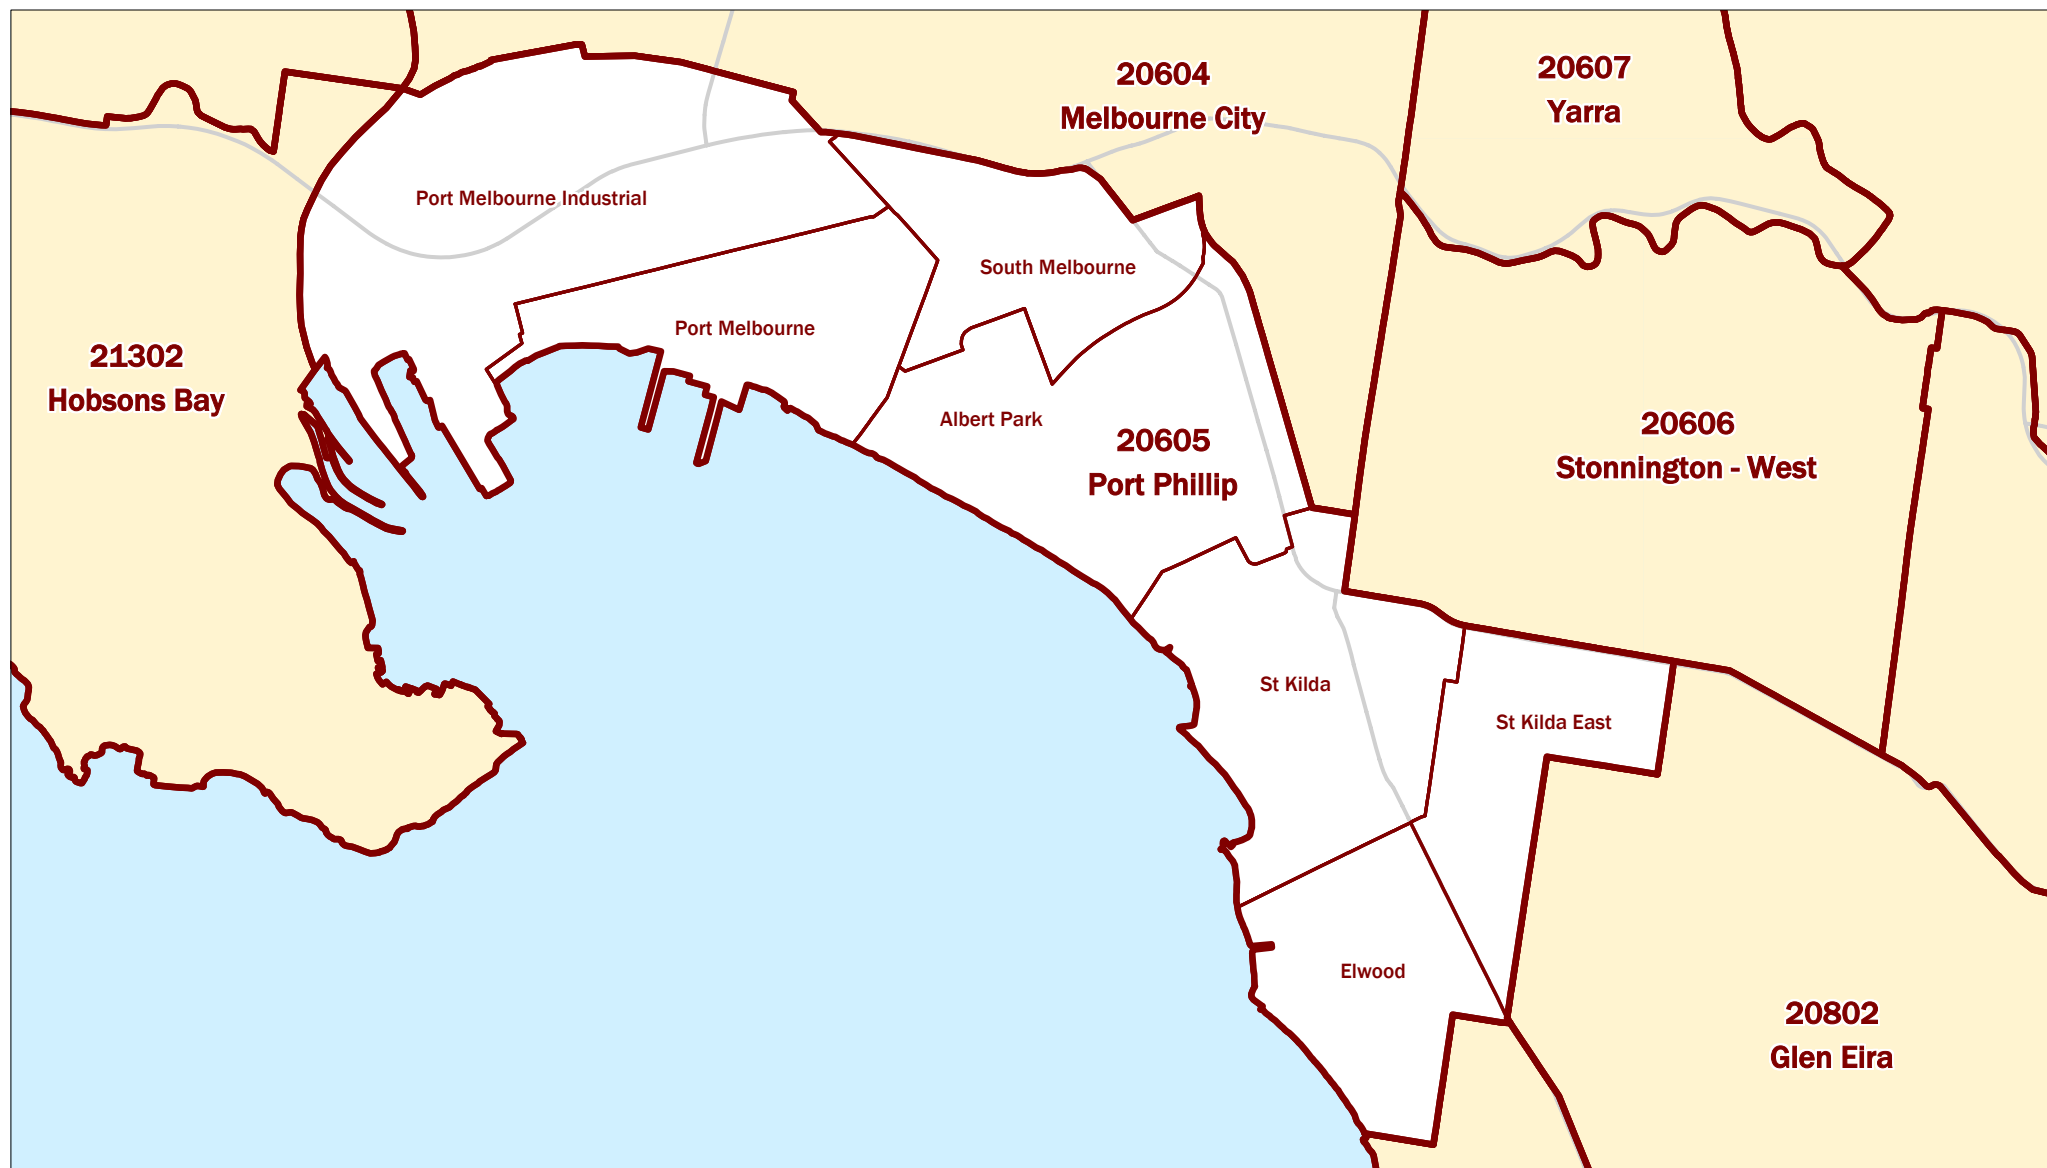 20604
Melbourne City
20607
Yarra
Port Melbourne Industrial
South Melbourne
Port Melbourne
21302
Hobsons Bay
Albert Park
20605
Port Phillip
20606
Stonnington - West
St Kilda
St Kilda East
Elwood
20802
Glen Eira